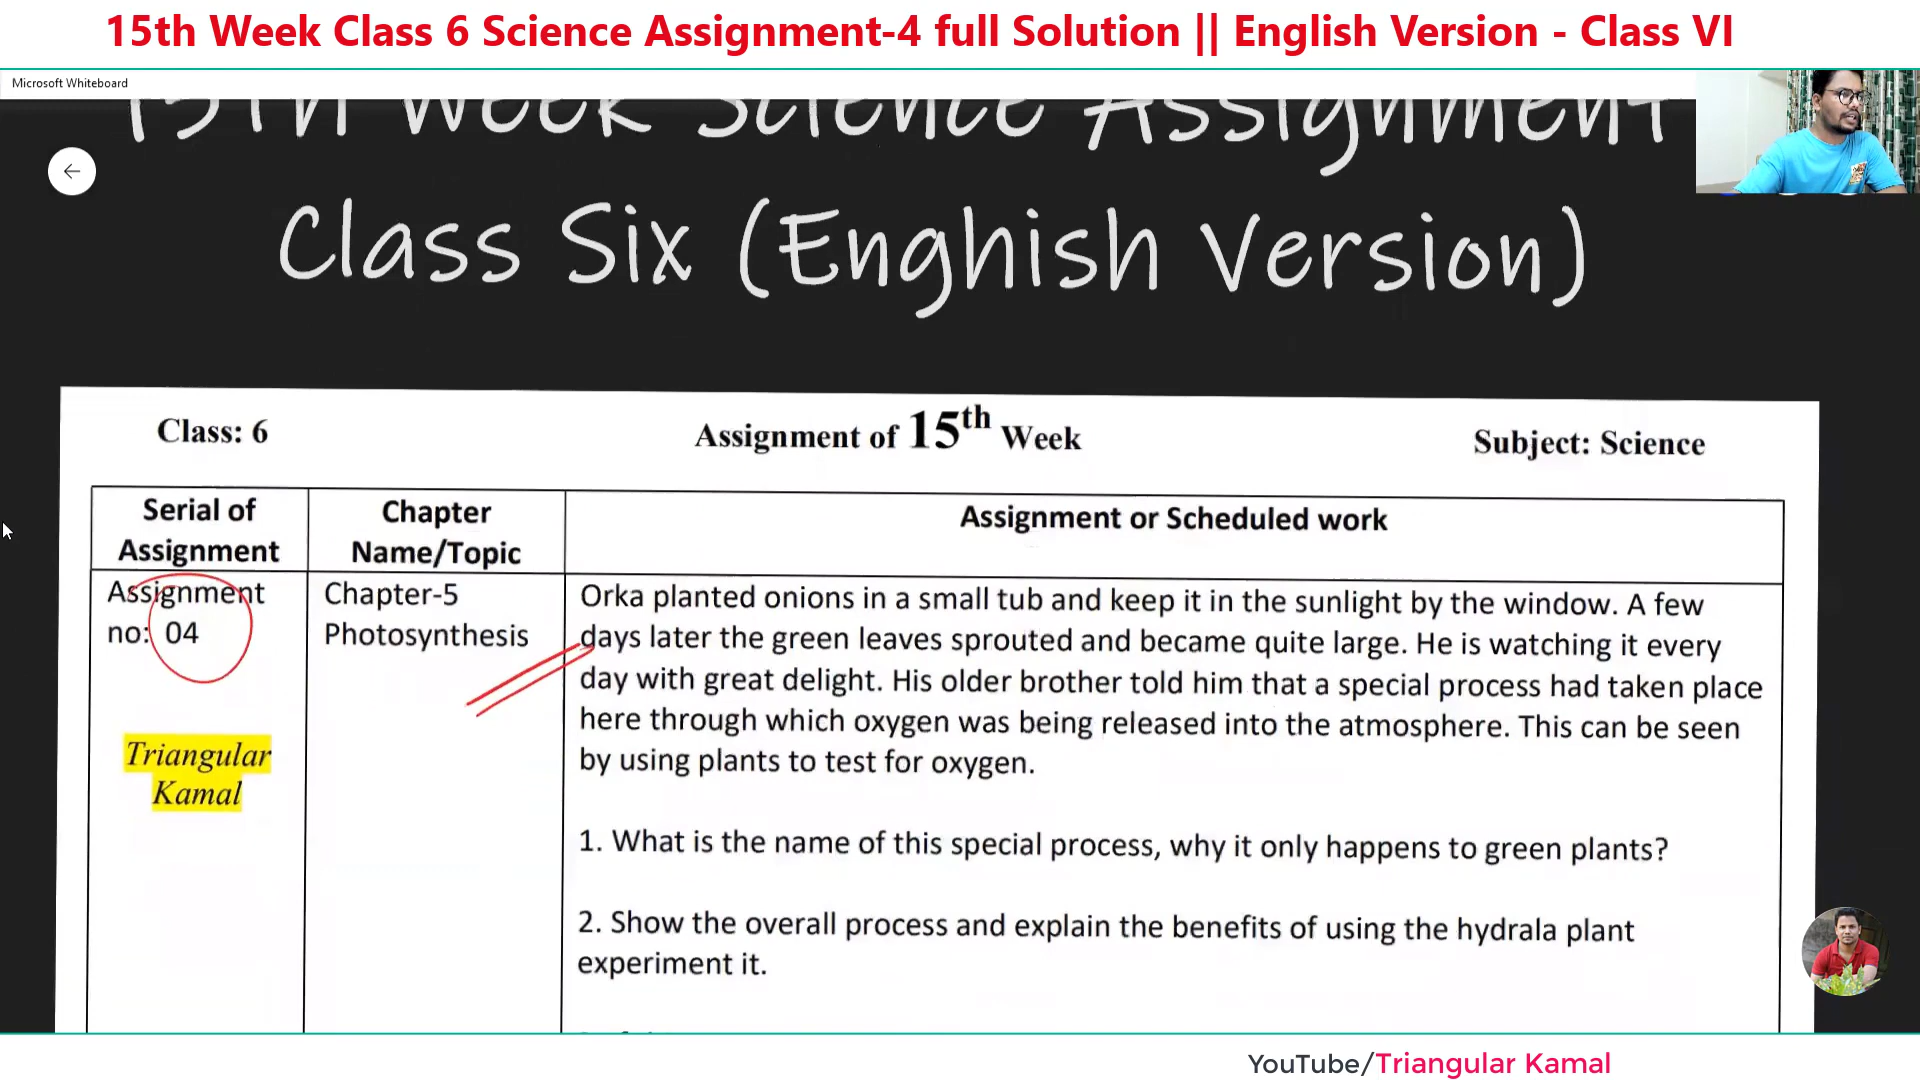 15th Week Class 6 Science Assignment-4 full Solution || English Version - Class VI
Microsoft Whiteboard
15th Week Science Assignment
Class Six (Enghish Version)
Class: 6
Assignment of 15th Week
Subject: Science
Serial of Assignment
Chapter Name/Topic
Assignment or Scheduled work
Assignment
no: 04
Chapter-5
Photosynthesis
Triangular
Kamal
Orka planted onions in a small tub and keep it in the sunlight by the window. A few
days later the green leaves sprouted and became quite large. He is watching it every
day with great delight. His older brother told him that a special process had taken place
here through which oxygen was being released into the atmosphere. This can be seen
by using plants to test for oxygen.
1. What is the name of this special process, why it only happens to green plants?
2. Show the overall process and explain the benefits of using the hydrala plant
experiment it.
YouTube/Triangular Kamal